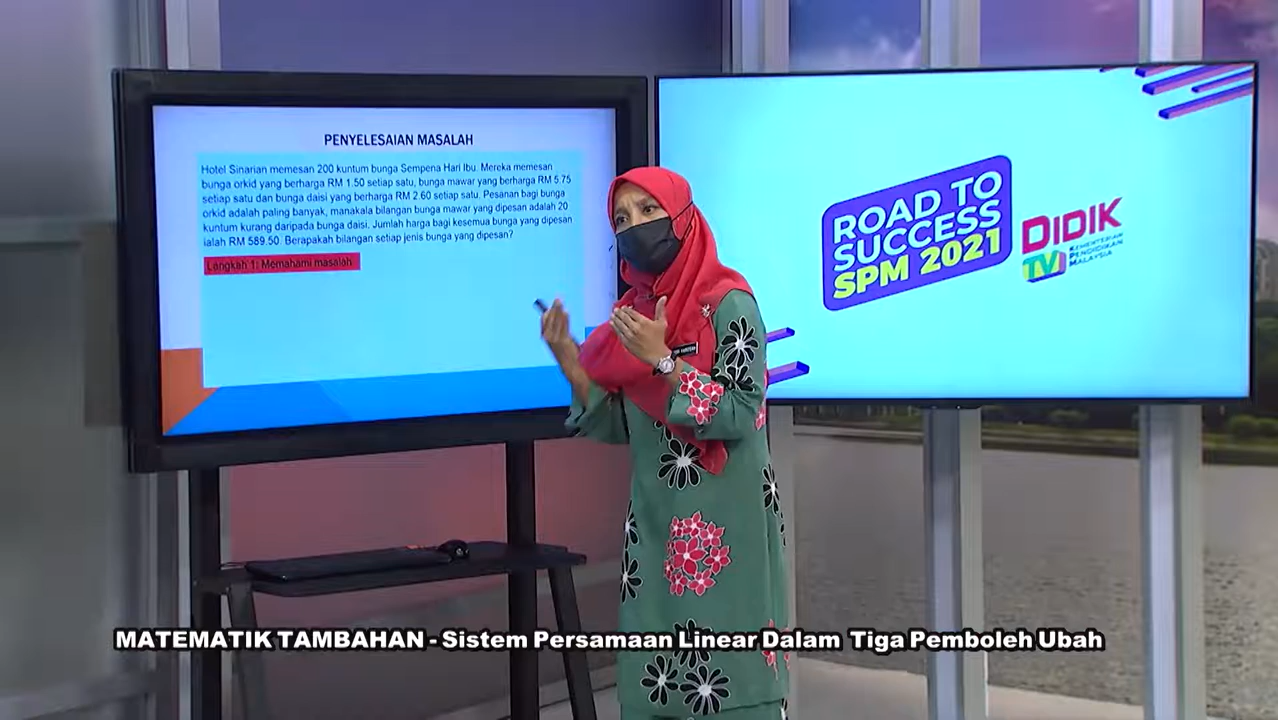 PENYELESAIAN MASALAH
Hotel Sinarian memesan 200 kuntum bunga Sempena Hari Ibu. Mereka memesan
bunga orkid yang berharga RM 1.50 setiap satu, bunga mawar yang berharga RM 5.75
setiap satu dan bunga daisi yang berharga RM 2.60 setiap satu. Pesanan bagi bunga
orkid adalah paling banyak, manakala bilangan bunga mawar yang dipesan adalah 20
kuntum kurang daripada bunga daisi. Jumlah harga bagi kesemua bunga yang dipesan
ialah RM 589.50. Berapakah bilangan setiap jenis bunga yang dipesan?
Langkah 1: Memahami masalah
ROAD TO
SUCCESS
SPM 2021
DIDIK
TV
KEMENTERIAN
PENDIDIKAN
MALAYSIA
MATEMATIK TAMBAHAN - Sistem Persamaan Linear Dalam Tiga Pemboleh Ubah